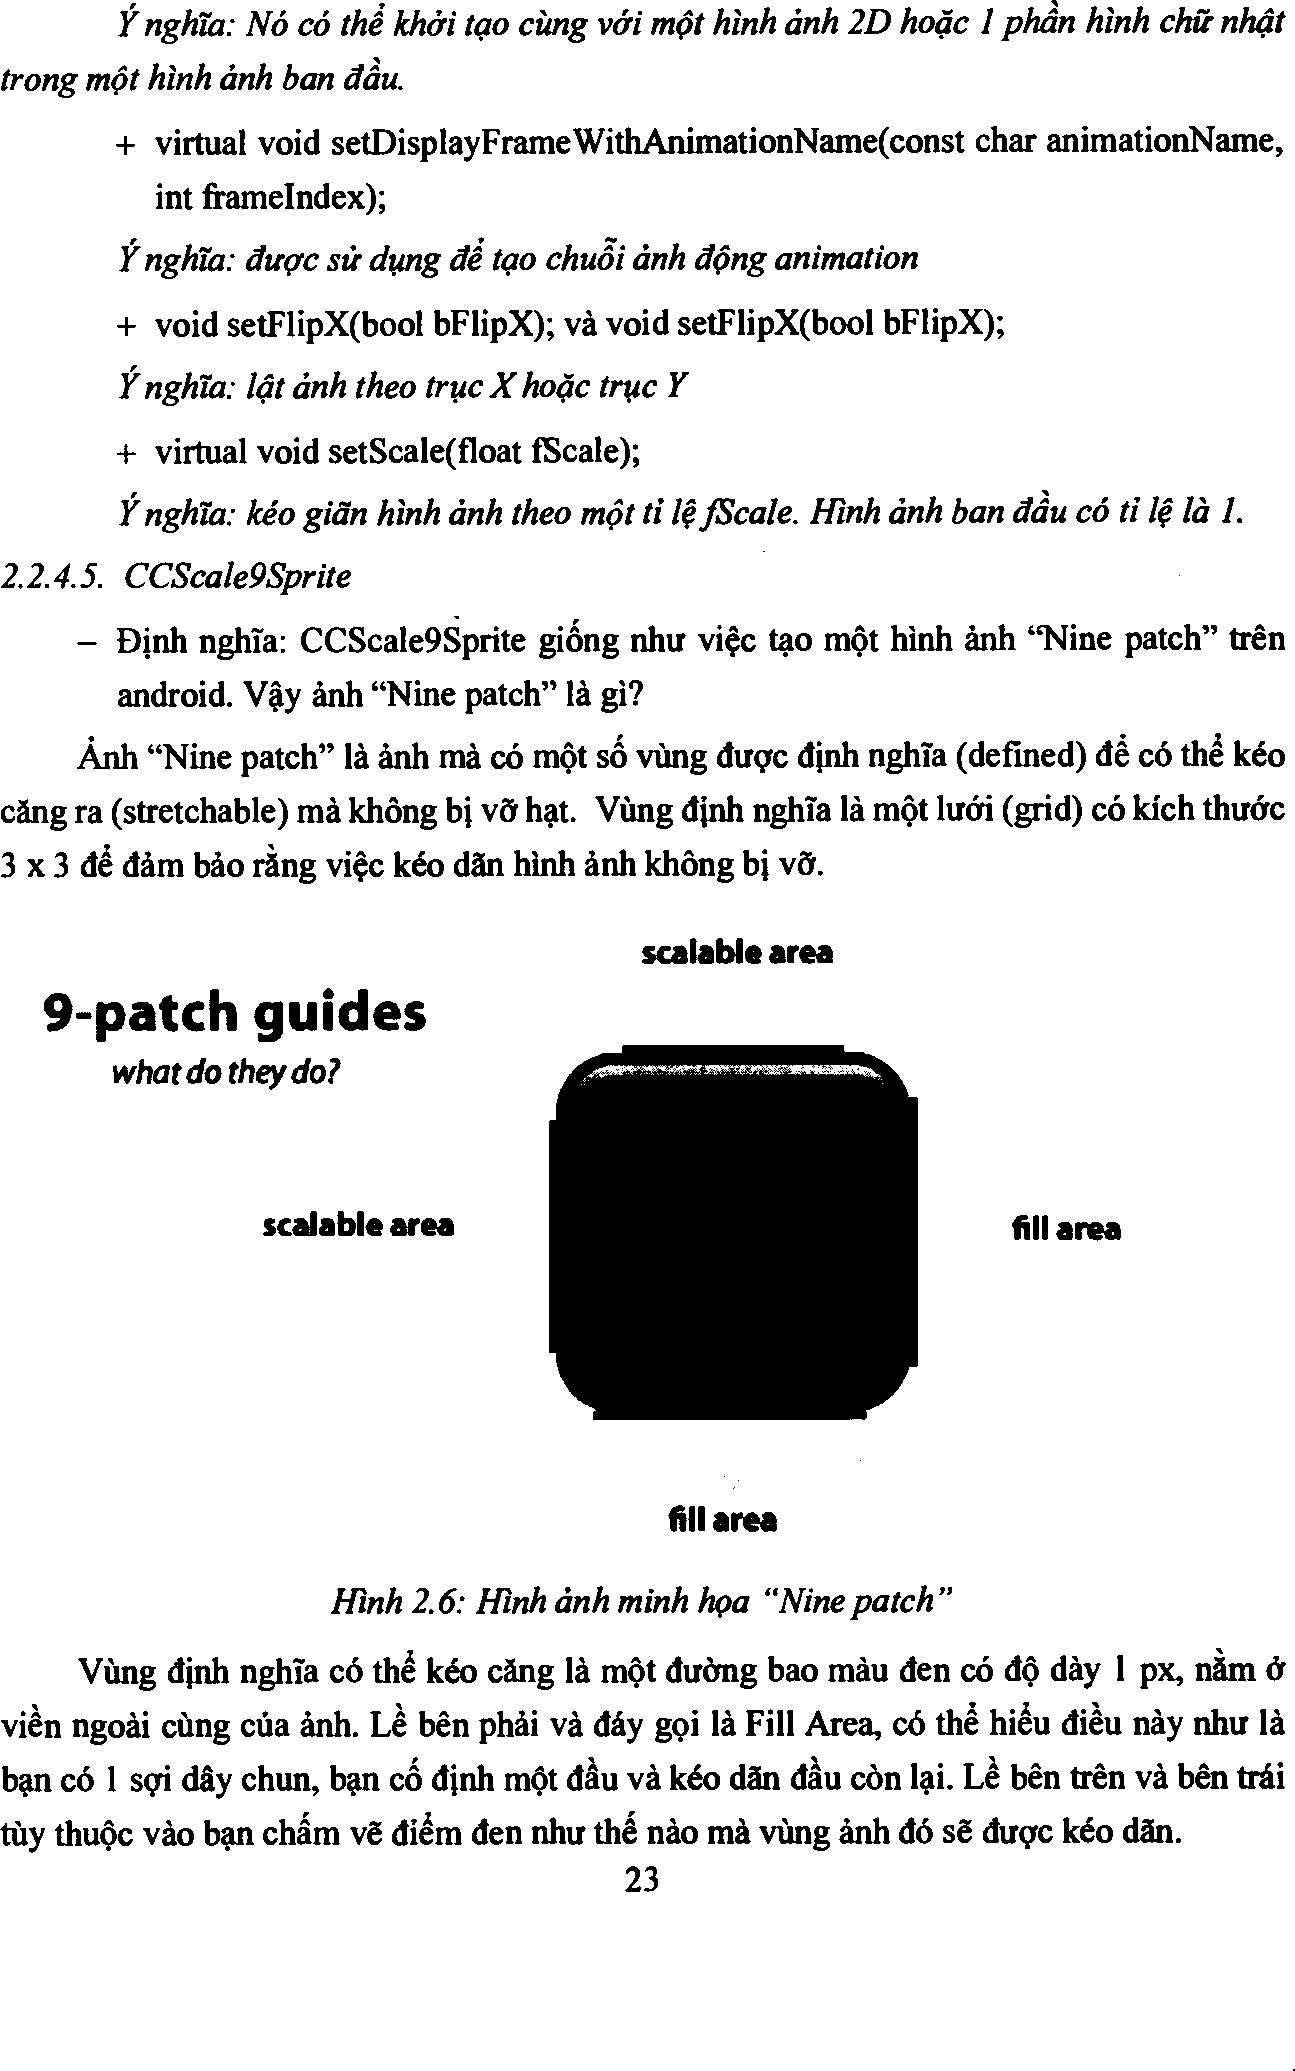 Ý nghĩa: Nó có thể khởi tạo cùng với một hình ảnh 2D hoặc 1 phần hình chữ nhật
trong một hình ảnh ban đầu.
+ virtual void setDisplayFrameWithAnimationName(const char animationName,
int frameIndex);
Ý nghĩa: được sử dụng để tạo chuỗi ảnh động animation
+ void setFlipX(bool bFlipX); và void setFlipX(bool bFlipX);
Ý nghĩa: lật ảnh theo trục X hoặc trục Y
+ virtual void setScale(float fScale);
Ý nghĩa: kéo giãn hình ảnh theo một tỉ lệ fScale. Hình ảnh ban đầu có tỉ lệ là 1.
2.2.4.5. CCScale9Sprite
– Định nghĩa: CCScale9Sprite giống như việc tạo một hình ảnh “Nine patch” trên
android. Vậy ảnh “Nine patch” là gì?
Ảnh “Nine patch” là ảnh mà có một số vùng được định nghĩa (defined) để có thể kéo
căng ra (stretchable) mà không bị vỡ hạt. Vùng định nghĩa là một lưới (grid) có kích thước
3 x 3 để đảm bảo rằng việc kéo dãn hình ảnh không bị vỡ.
scalable area
9-patch guides
what do they do?
scalable area
fill area
fill area
Hình 2.6: Hình ảnh minh họa “Nine patch”
Vùng định nghĩa có thể kéo căng là một đường bao màu đen có độ dày 1 px, nằm ở
viền ngoài cùng của ảnh. Lề bên phải và đáy gọi là Fill Area, có thể hiểu điều này như là
bạn có 1 sợi dây chun, bạn cố định một đầu và kéo dãn đầu còn lại. Lề bên trên và bên trái
tùy thuộc vào bạn chấm vẽ điểm đen như thế nào mà vùng ảnh đó sẽ được kéo dãn.
23